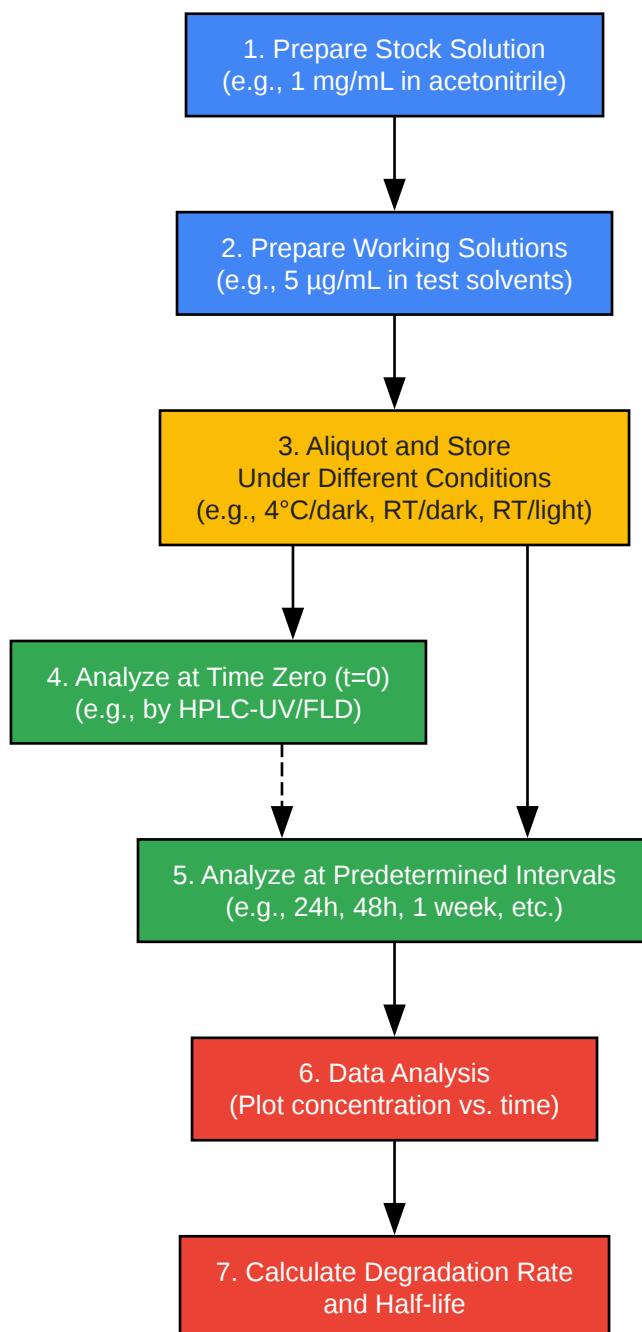 1. Prepare Stock Solution
(e.g., 1 mg/mL in acetonitrile)
2. Prepare Working Solutions
(e.g., 5 µg/mL in test solvents)
3. Aliquot and Store
Under Different Conditions
(e.g., 4°C/dark, RT/dark, RT/light)
4. Analyze at Time Zero (t=0)
(e.g., by HPLC-UV/FLD)
5. Analyze at Predetermined Intervals
(e.g., 24h, 48h, 1 week, etc.)
6. Data Analysis
(Plot concentration vs. time)
7. Calculate Degradation Rate
and Half-life